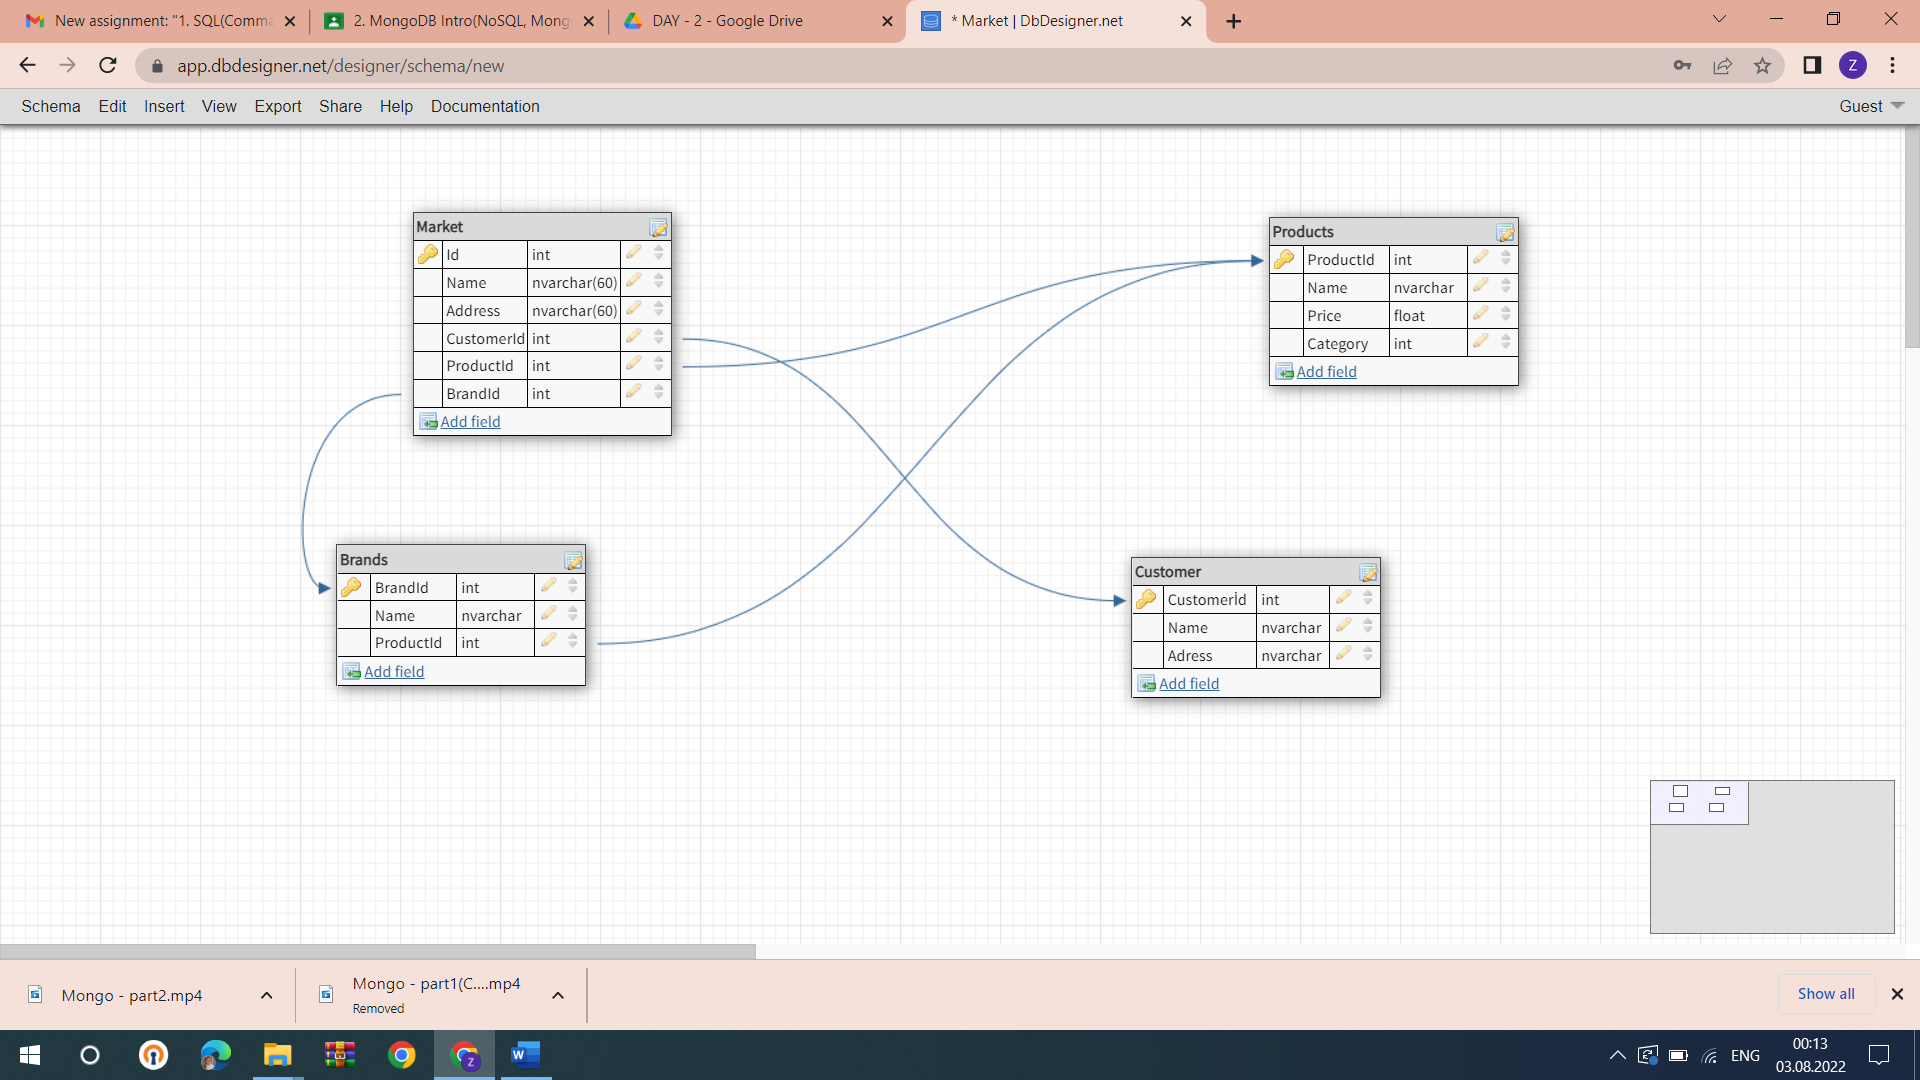 New assignment: "1. SQL(Comma
2. MongoDB Intro(NoSQL, Mong
DAY - 2 - Google Drive
* Market | DbDesigner.net
app.dbdesigner.net/designer/schema/new
Z
Schema Edit Insert View Export Share Help Documentation
Guest
Market
Id int
Name nvarchar(60)
Address nvarchar(60)
CustomerId int
ProductId int
BrandId int
Add field
Products
ProductId int
Name nvarchar
Price float
Category int
Add field
Brands
BrandId int
Name nvarchar
ProductId int
Add field
Customer
Customerİd int
Name nvarchar
Adress nvarchar
Add field
Mongo - part2.mp4
Mongo - part1(C....mp4
Removed
Show all
ENG
00:13
03.08.2022